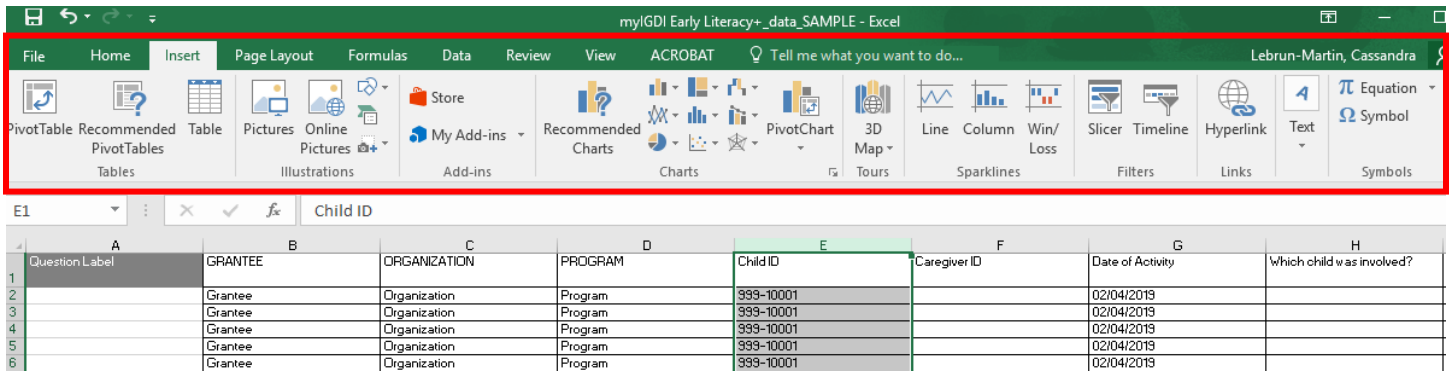 myIGDI Early Literacy+_data_SAMPLE - Excel
File Home Insert Page Layout Formulas Data Review View ACROBAT Tell me what you want to do... Lebrun-Martin, Cassandra
PivotTable Recommended PivotTables Table
Tables
Pictures Online Pictures
Illustrations
Store
My Add-ins
Add-ins
Recommended Charts
PivotChart
Charts
3D Map
Tours
Line Column Win/Loss
Sparklines
Slicer Timeline
Filters
Hyperlink
Links
Text
π Equation
Ω Symbol
Symbols
E1 fx Child ID
A B C D E F G H
1 Question Label GRANTEE ORGANIZATION PROGRAM Child ID Caregiver ID Date of Activity Which child was involved?
2 Grantee Organization Program 999-10001 02/04/2019
3 Grantee Organization Program 999-10001 02/04/2019
4 Grantee Organization Program 999-10001 02/04/2019
5 Grantee Organization Program 999-10001 02/04/2019
6 Grantee Organization Program 999-10001 02/04/2019